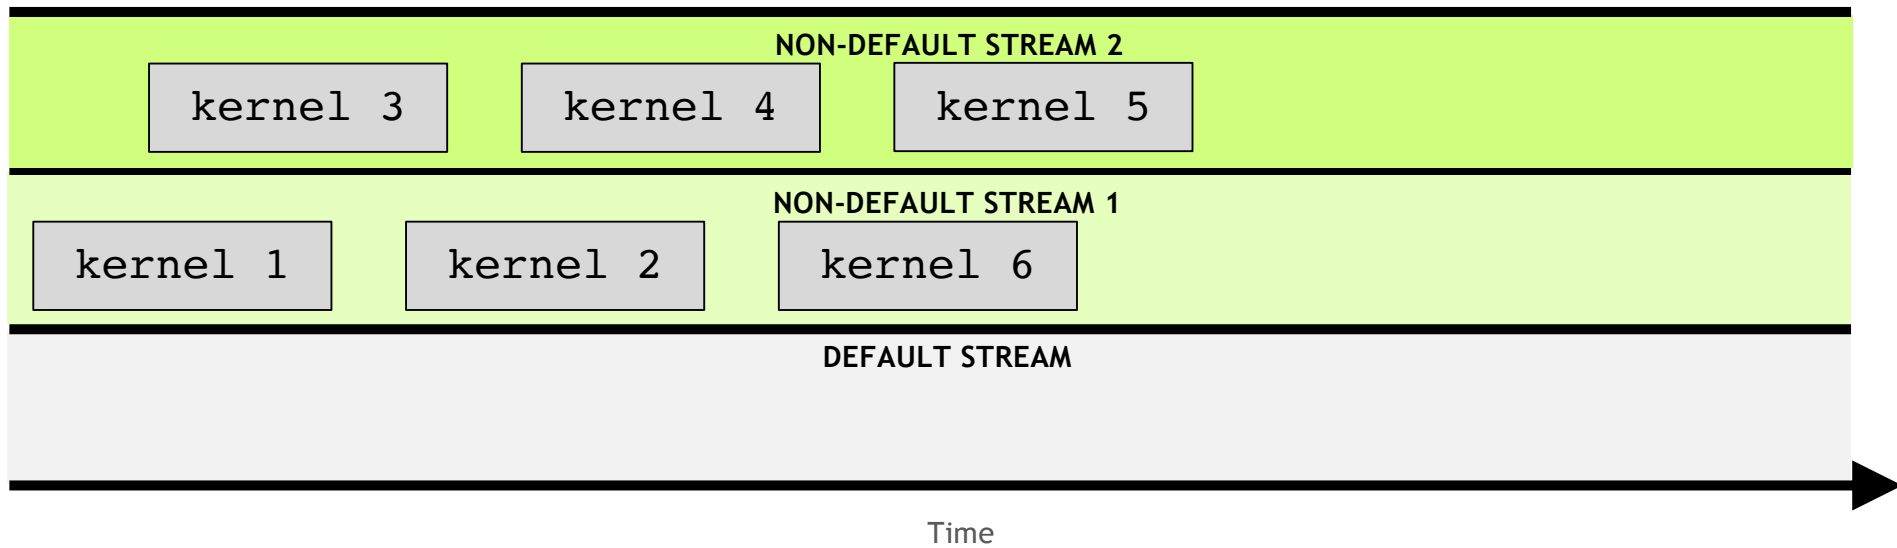 NON-DEFAULT STREAM 2
kernel 3
kernel 4
kernel 5
NON-DEFAULT STREAM 1
kernel 1
kernel 2
kernel 6
DEFAULT STREAM
Time